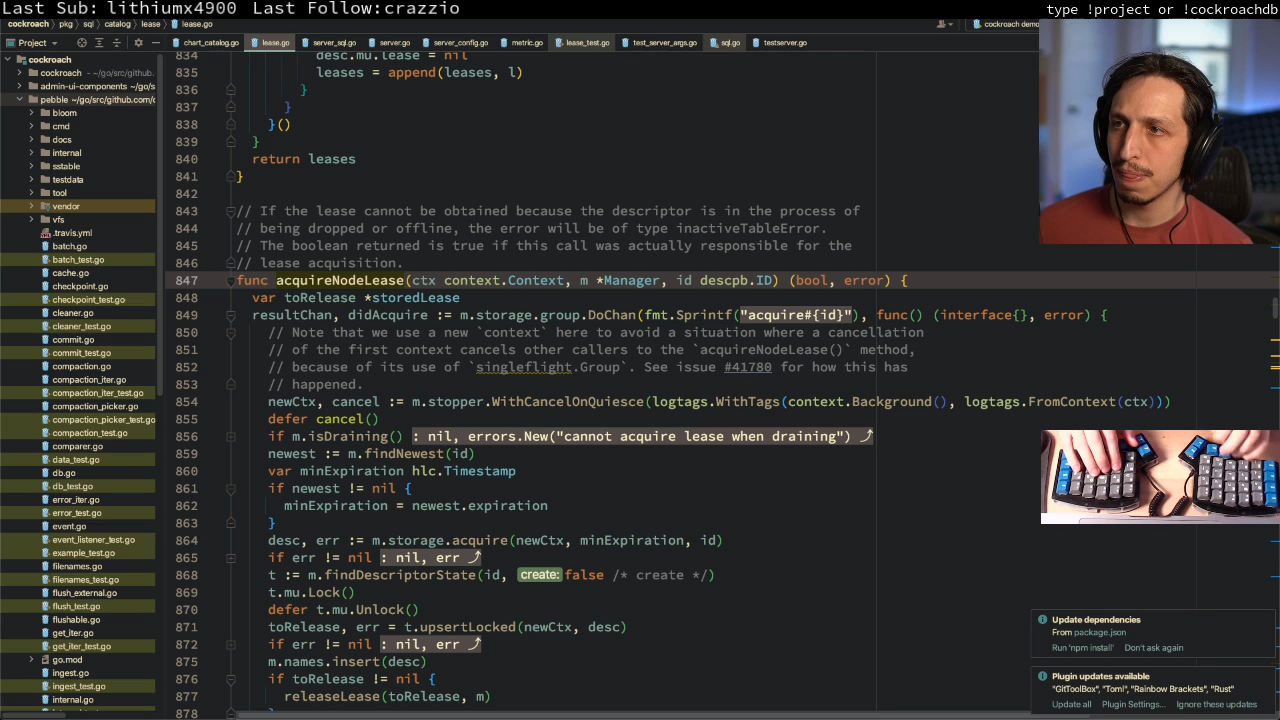 Last Sub: lithiumx4900 Last Follow:crazzio
type !project or !cockroachdb
cockroach › pkg › sql › catalog › lease › lease.go
cockroach demo
Project
chart_catalog.go
lease.go
server_sql.go
server.go
server_config.go
metric.go
lease_test.go
test_server_args.go
sql.go
testserver.go
cockroach
cockroach ~/go/src/github.
admin-ui-components ~/go/s
pebble ~/go/src/github.com/c
bloom
cmd
docs
internal
sstable
testdata
tool
vendor
vfs
.travis.yml
batch.go
batch_test.go
cache.go
checkpoint.go
checkpoint_test.go
cleaner.go
cleaner_test.go
commit.go
commit_test.go
compaction.go
compaction_iter.go
compaction_iter_test.go
compaction_picker.go
compaction_picker_test.go
compaction_test.go
comparer.go
data_test.go
db.go
db_test.go
error_iter.go
error_test.go
event.go
event_listener_test.go
example_test.go
filenames.go
filenames_test.go
flush_external.go
flush_test.go
flushable.go
get_iter.go
get_iter_test.go
go.mod
ingest.go
ingest_test.go
internal.go
834 desc.mu.lease = nil
835 leases = append(leases, l)
836 }
837 }
838 }()
839 }
840 return leases
841 }
842
843 // If the lease cannot be obtained because the descriptor is in the process of
844 // being dropped or offline, the error will be of type inactiveTableError.
845 // The boolean returned is true if this call was actually responsible for the
846 // lease acquisition.
847 func acquireNodeLease(ctx context.Context, m *Manager, id descpb.ID) (bool, error) {
848 var toRelease *storedLease
849 resultChan, didAcquire := m.storage.group.DoChan(fmt.Sprintf("acquire#{id}"), func() (interface{}, error) {
850 // Note that we use a new `context` here to avoid a situation where a cancellation
851 // of the first context cancels other callers to the `acquireNodeLease()` method,
852 // because of its use of `singleflight.Group`. See issue #41780 for how this has
853 // happened.
854 newCtx, cancel := m.stopper.WithCancelOnQuiesce(logtags.WithTags(context.Background(), logtags.FromContext(ctx)))
855 defer cancel()
856 if m.isDraining() : nil, errors.New("cannot acquire lease when draining")
859 newest := m.findNewest(id)
860 var minExpiration hlc.Timestamp
861 if newest != nil {
862 minExpiration = newest.expiration
863 }
864 desc, err := m.storage.acquire(newCtx, minExpiration, id)
865 if err != nil : nil, err
868 t := m.findDescriptorState(id, create: false /* create */)
869 t.mu.Lock()
870 defer t.mu.Unlock()
871 toRelease, err = t.upsertLocked(newCtx, desc)
872 if err != nil : nil, err
875 m.names.insert(desc)
876 if toRelease != nil {
877 releaseLease(toRelease, m)
878
Update dependencies
From package.json
Run 'npm install' Don't ask again
Plugin updates available
"GitToolBox", "Toml", "Rainbow Brackets", "Rust"
Update all Plugin Settings... Ignore these updates